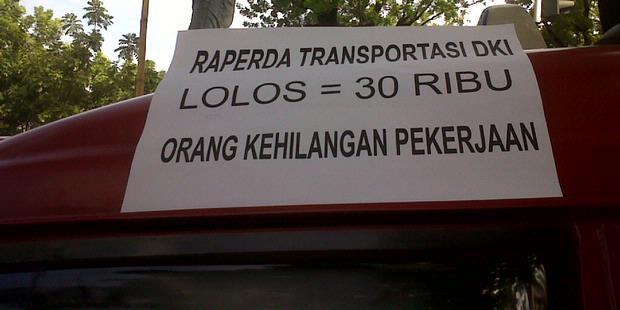 RAPERDA TRANSPORTASI DKI
LOLOS = 30 RIBU
ORANG KEHILANGAN PEKERJAAN